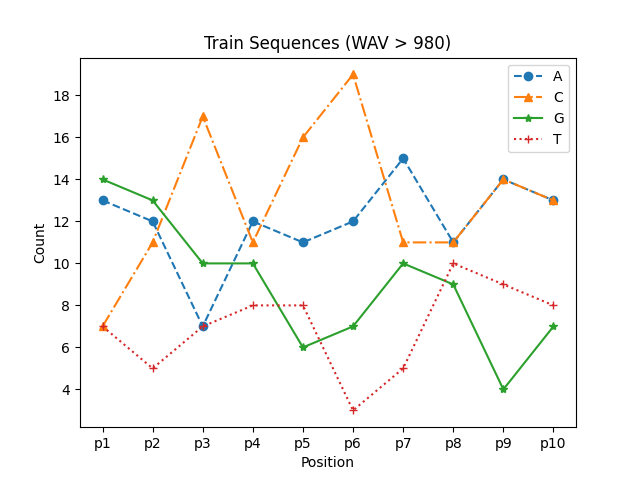 Train Sequences (WAV > 980)
A
C
G
T
Count
18
16
14
12
10
8
6
4
p1 p2 p3 p4 p5 p6 p7 p8 p9 p10
Position